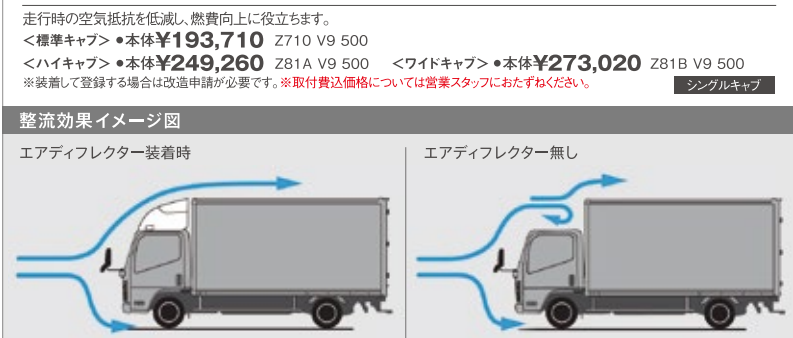 走行時の空気抵抗を低減し、燃費向上に役立ちます。
＜標準キャブ＞ ●本体¥193,710 Z710 V9 500
＜ハイキャブ＞ ●本体¥249,260 Z81A V9 500 ＜ワイドキャブ＞ ●本体¥273,020 Z81B V9 500
※装着して登録する場合は改造申請が必要です。※取付費込価格については営業スタッフにおたずねください。
シングルキャブ
整流効果イメージ図
エアディフレクター装着時
エアディフレクター無し